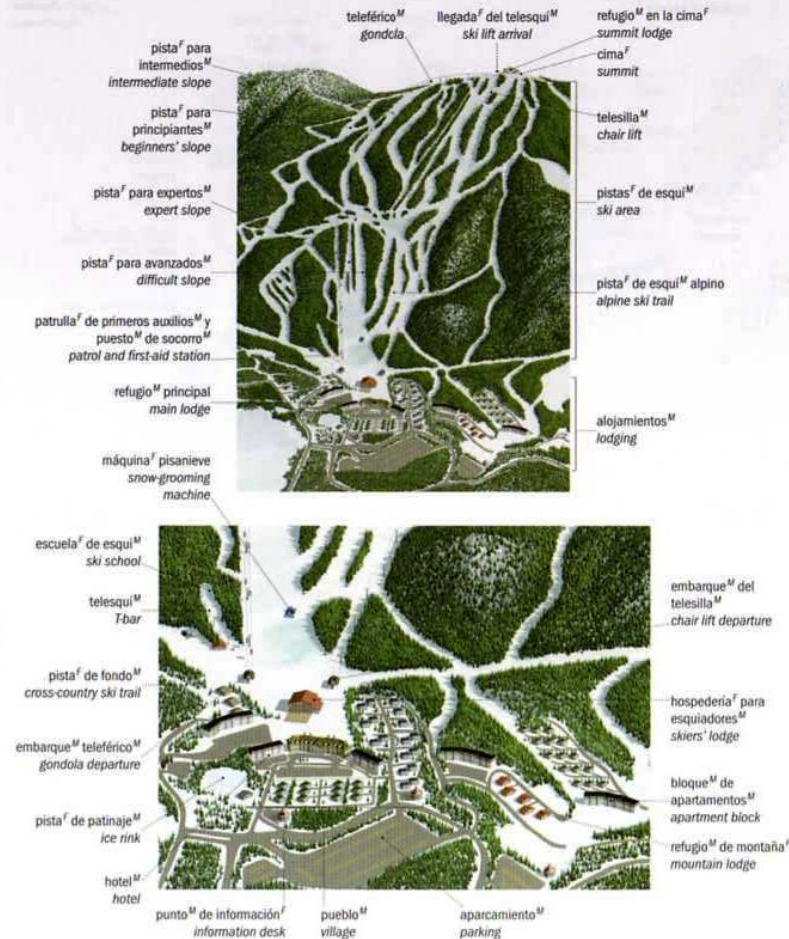 teleférico^M
gondcla
llegada^F del telesquí^M
ski lift arrival
refugio^M en la cima^F
summit lodge
cima^F
summit
pista^F para
intermedios^M
intermediate slope
pista^F para
principiantes^M
beginners' slope
pista^F para expertos^M
expert slope
pista^F para avanzados^M
difficult slope
patrulla^F de primeros auxilios^M y
puesto^M de socorro^M
patrol and first-aid station
refugio^M principal
main lodge
telesilla^M
chair lift
pistas^F de esquí^M
ski area
pista^F de esquí^M alpino
alpine ski trail
alojamientos^M
lodging
máquina^F pisanieve
snow-grooming
machine
escuela^F de esquí^M
ski school
telesquí^M
T-bar
pista^F de fondo^M
cross-country ski trail
embarque^M teleférico^M
gondola departure
pista^F de patinaje^M
ice rink
hotel^M
hotel
embarque^M del
telesilla^M
chair lift departure
hospedería^F para
esquiadores^M
skiers' lodge
bloque^M de
apartamentos^M
apartment block
refugio^M de montaña^F
mountain lodge
punto^M de información^F
information desk
pueblo^M
village
aparcamiento^M
parking